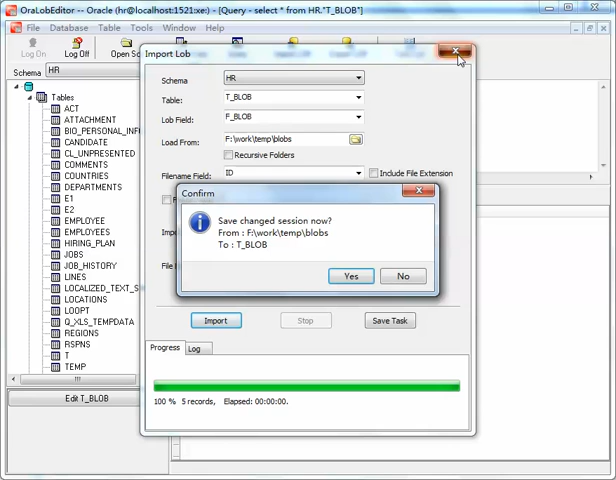 OraLobEditor -- Oracle (hr@localhost:1521:xe) - [Query - select * from HR."T_BLOB"]
File Database Table Tools Window Help
Log On Log Off
Schema HR
Tables
ACT
ATTACHMENT
BIO_PERSONAL_INF
CANDIDATE
CL_UNPRESENTED
COMMENTS
COUNTRIES
DEPARTMENTS
E1
E2
EMPLOYEE
EMPLOYEES
HIRING_PLAN
JOBS
JOB_HISTORY
LINES
LOCALIZED_TEXT_S
LOCATIONS
LOOPT
Q_XLS_TEMPDATA
REGIONS
RSPNS
T
TEMP
Edit T_BLOB
Import Lob
Schema HR
Table: T_BLOB
Lob Field: F_BLOB
Load From: F:\work\temp\blobs
Recursive Folders
Filename Field: ID Include File Extension
Confirm
Save changed session now?
From : F:\work\temp\blobs
To : T_BLOB
Yes No
Import Stop Save Task
Progress Log
100 % 5 records, Elapsed: 00:00:00.